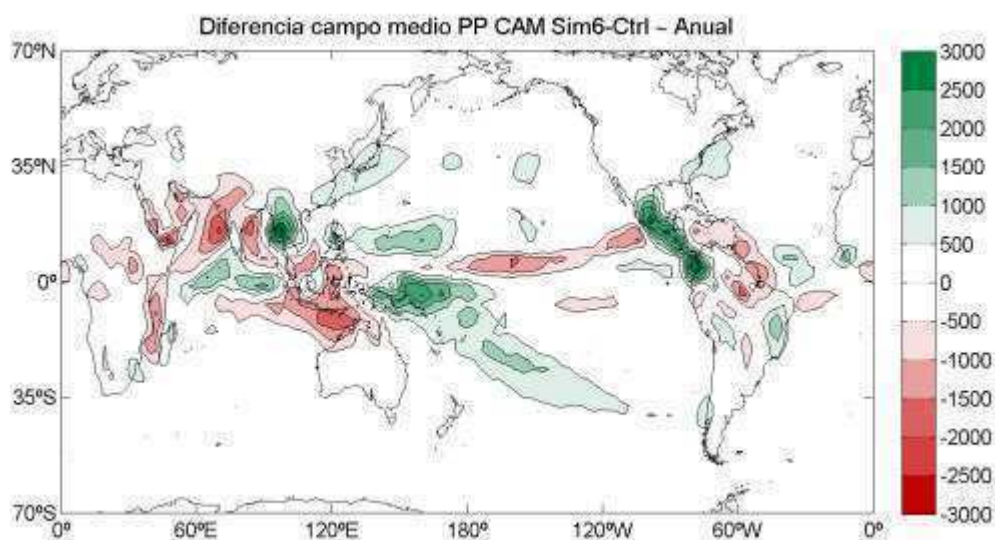 Diferencia campo medio PP CAM Sim6-Ctrl - Anual
70ºN
35ºN
0º
35ºS
70ºS
0º 60ºE 120ºE 180º 120ºW 60ºW 0º
3000
2500
2000
1500
1000
500
0
-500
-1000
-1500
-2000
-2500
-3000